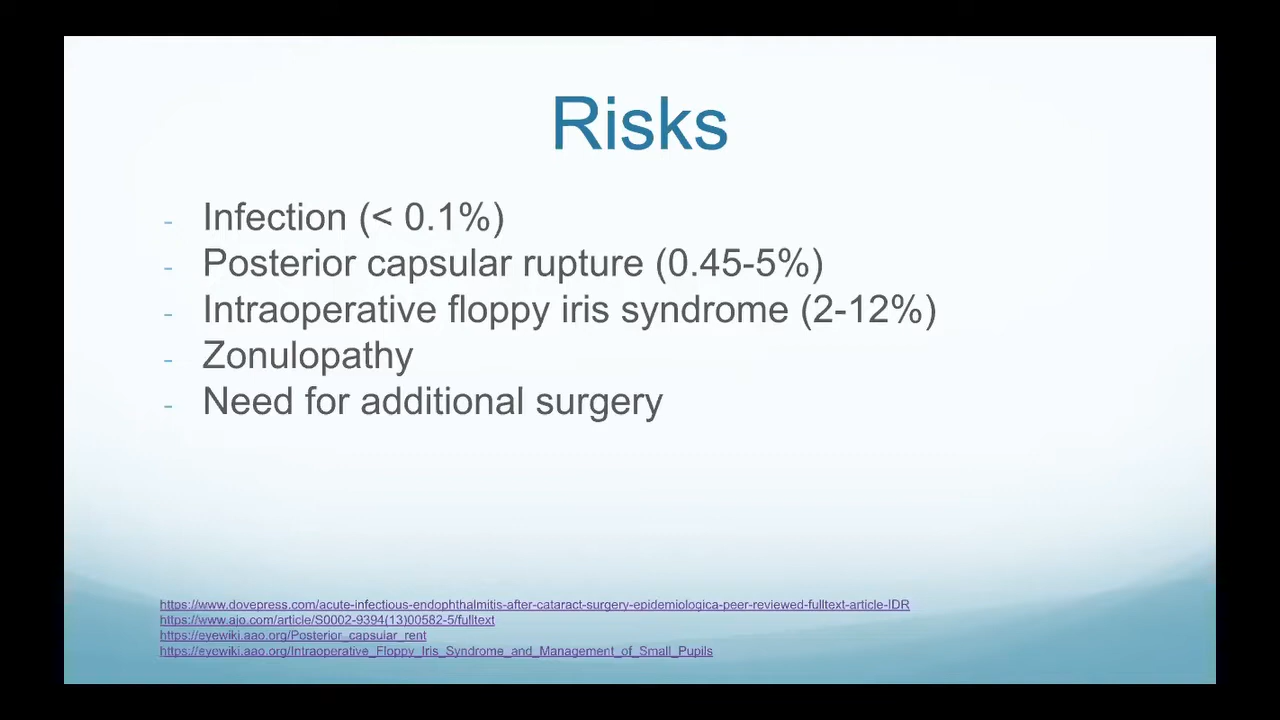 Risks
- Infection (< 0.1%)
- Posterior capsular rupture (0.45-5%)
- Intraoperative floppy iris syndrome (2-12%)
- Zonulopathy
- Need for additional surgery
https://www.dovepress.com/acute-infectious-endophthalmitis-after-cataract-surgery-epidemiologica-peer-reviewed-fulltext-article-IDR
https://www.ajo.com/article/S0002-9394(13)00582-5/fulltext
https://eyewiki.aao.org/Posterior_capsular_rent
https://eyewiki.aao.org/Intraoperative_Floppy_Iris_Syndrome_and_Management_of_Small_Pupils